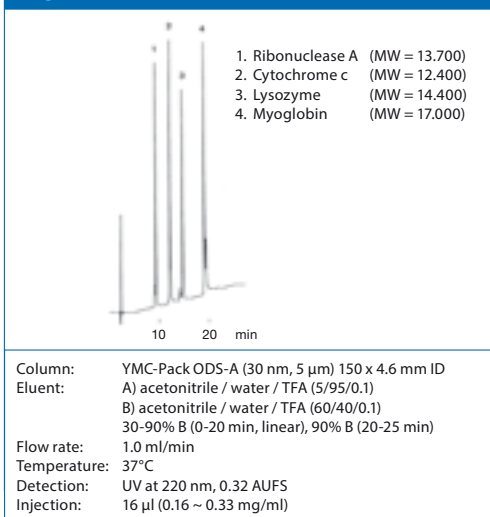 1
2
3
4
1. Ribonuclease A (MW = 13.700)
2. Cytochrome c (MW = 12.400)
3. Lysozyme (MW = 14.400)
4. Myoglobin (MW = 17.000)
10 20 min
Column: YMC-Pack ODS-A (30 nm, 5 μm) 150 x 4.6 mm ID
Eluent: A) acetonitrile / water / TFA (5/95/0.1)
B) acetonitrile / water / TFA (60/40/0.1)
30-90% B (0-20 min, linear), 90% B (20-25 min)
Flow rate: 1.0 ml/min
Temperature: 37°C
Detection: UV at 220 nm, 0.32 AUFS
Injection: 16 μl (0.16 ~ 0.33 mg/ml)